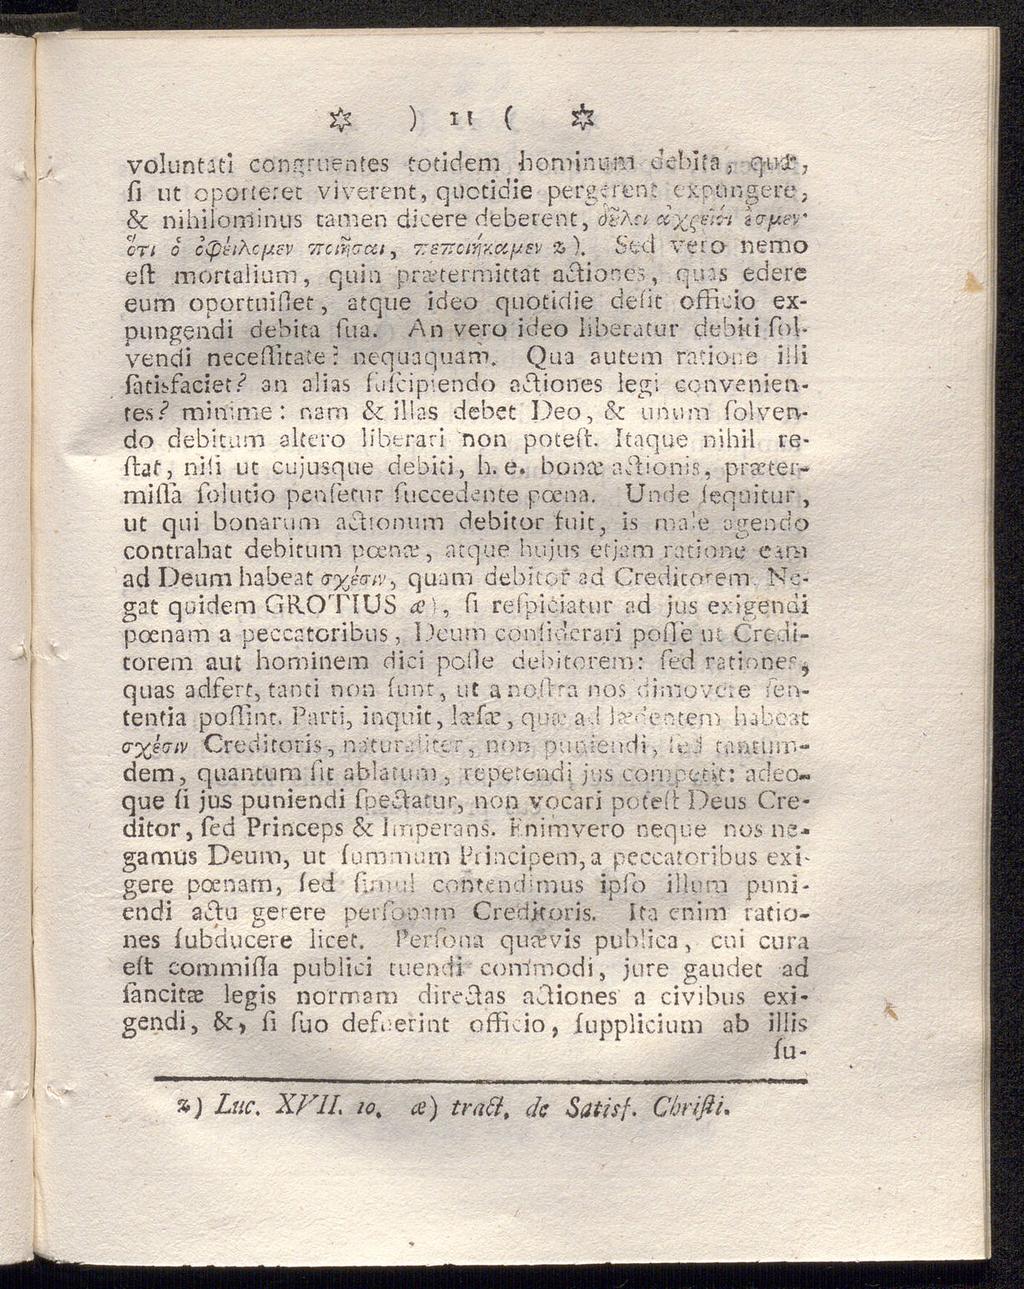 ☆ ) 11 ( ☆
voluntati congruentes totidem hominum debita, quæ,
ſi ut oporteret viverent, quotidie pergerent expungere,
& nihilominus tamen dicere deberent, δȣ̃λοι ἀχρεῖοι ἐσμεν·
ὅτι ὁ ὀφείλομεν ποιῆσαι, πεποιήκαμεν z). Sed vero nemo
eſt mortalium, quin prætermittat actiones, quas edere
eum oportuiſſet, atque ideo quotidie deſit officio ex-
pungendi debita ſua. An vero ideo liberatur debiti ſol-
vendi neceſſitate? nequaquam. Qua autem ratione illi
ſatisfaciet? an alias ſuſcipiendo actiones legi convenien-
tes? minime: nam & illas debet Deo, & unum ſolven-
do debitum altero liberari non poteſt. Itaque nihil re-
ſtat, niſi ut cujusque debiti, h. e. bonæ actionis, præter-
miſſa ſolutio penſetur ſuccedente pœna. Unde ſequitur,
ut qui bonarum actionum debitor fuit, is male agendo
contrahat debitum pœnæ, atque hujus etjam ratione eam
ad Deum habeat σχέσιν, quam debitor ad Creditorem. Ne-
gat quidem GROTIUS æ), ſi reſpiciatur ad jus exigendi
pœnam a peccatoribus, Deum conſiderari poſſe ut Credi-
torem aut hominem dici poſſe debitorem: ſed rationes,
quas adfert, tanti non ſunt, ut a noſtra nos dimovere ſen-
tentia poſſint. Parti, inquit, læſæ, quæ ad lædentem habeat
σχέσιν Creditoris, naturaliter, non puniendi, ſed tantum-
dem, quantum ſit ablatum, repetendi jus competit: adeo-
que ſi jus puniendi ſpectatur, non vocari poteſt Deus Cre-
ditor, ſed Princeps & Imperans. Enimvero neque nos ne-
gamus Deum, ut ſummum Principem, a peccatoribus exi-
gere pœnam, ſed ſimul contendimus ipſo illum puni-
endi actu gerere perſonam Creditoris. Ita enim ratio-
nes ſubducere licet. Perſona quævis publica, cui cura
eſt commiſſa publici tuendi commodi, jure gaudet ad
ſancitæ legis normam directas actiones a civibus exi-
gendi, &, ſi ſuo defuerint officio, ſupplicium ab illis
ſu-
z) Luc. XVII. 10. æ) tract. de Satisf. Chriſti.